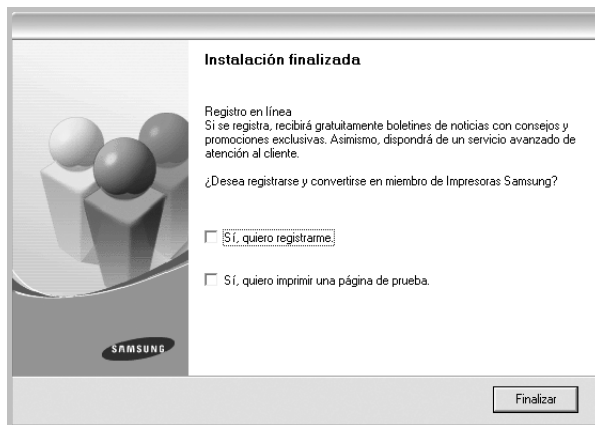 Instalación finalizada
Registro en línea
Si se registra, recibirá gratuitamente boletines de noticias con consejos y
promociones exclusivas. Asimismo, dispondrá de un servicio avanzado de
atención al cliente.
¿Desea registrarse y convertirse en miembro de Impresoras Samsung?
Sí, quiero registrarme.
Sí, quiero imprimir una página de prueba.
SAMSUNG
Finalizar